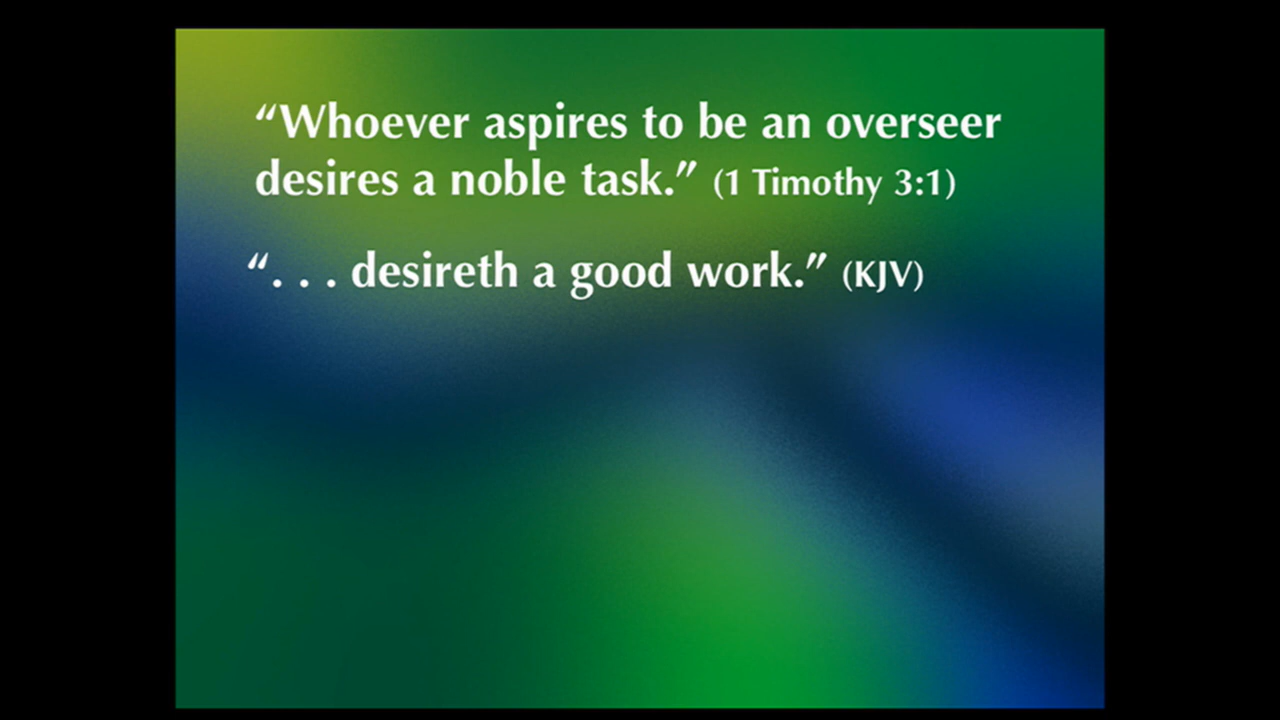 “Whoever aspires to be an overseer
desires a noble task.” (1 Timothy 3:1)
“. . . desireth a good work.” (KJV)